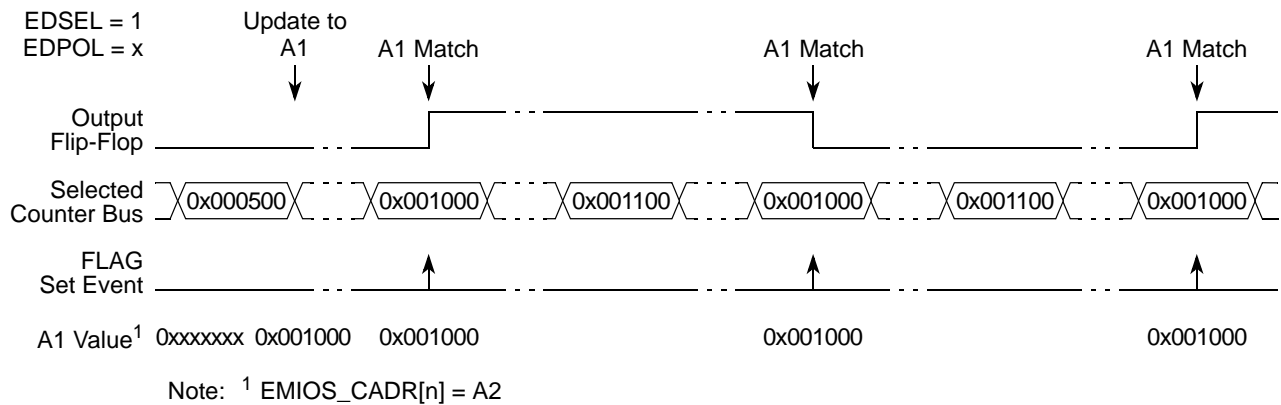 EDSEL = 1
EDPOL = x
Update to
A1
A1 Match
A1 Match
A1 Match
Output
Flip-Flop
Selected
Counter Bus
0x000500
0x001000
0x001100
0x001000
0x001100
0x001000
FLAG
Set Event
A1 Value1 0xxxxxxx 0x001000 0x001000 0x001000 0x001000
Note: 1 EMIOS_CADR[n] = A2